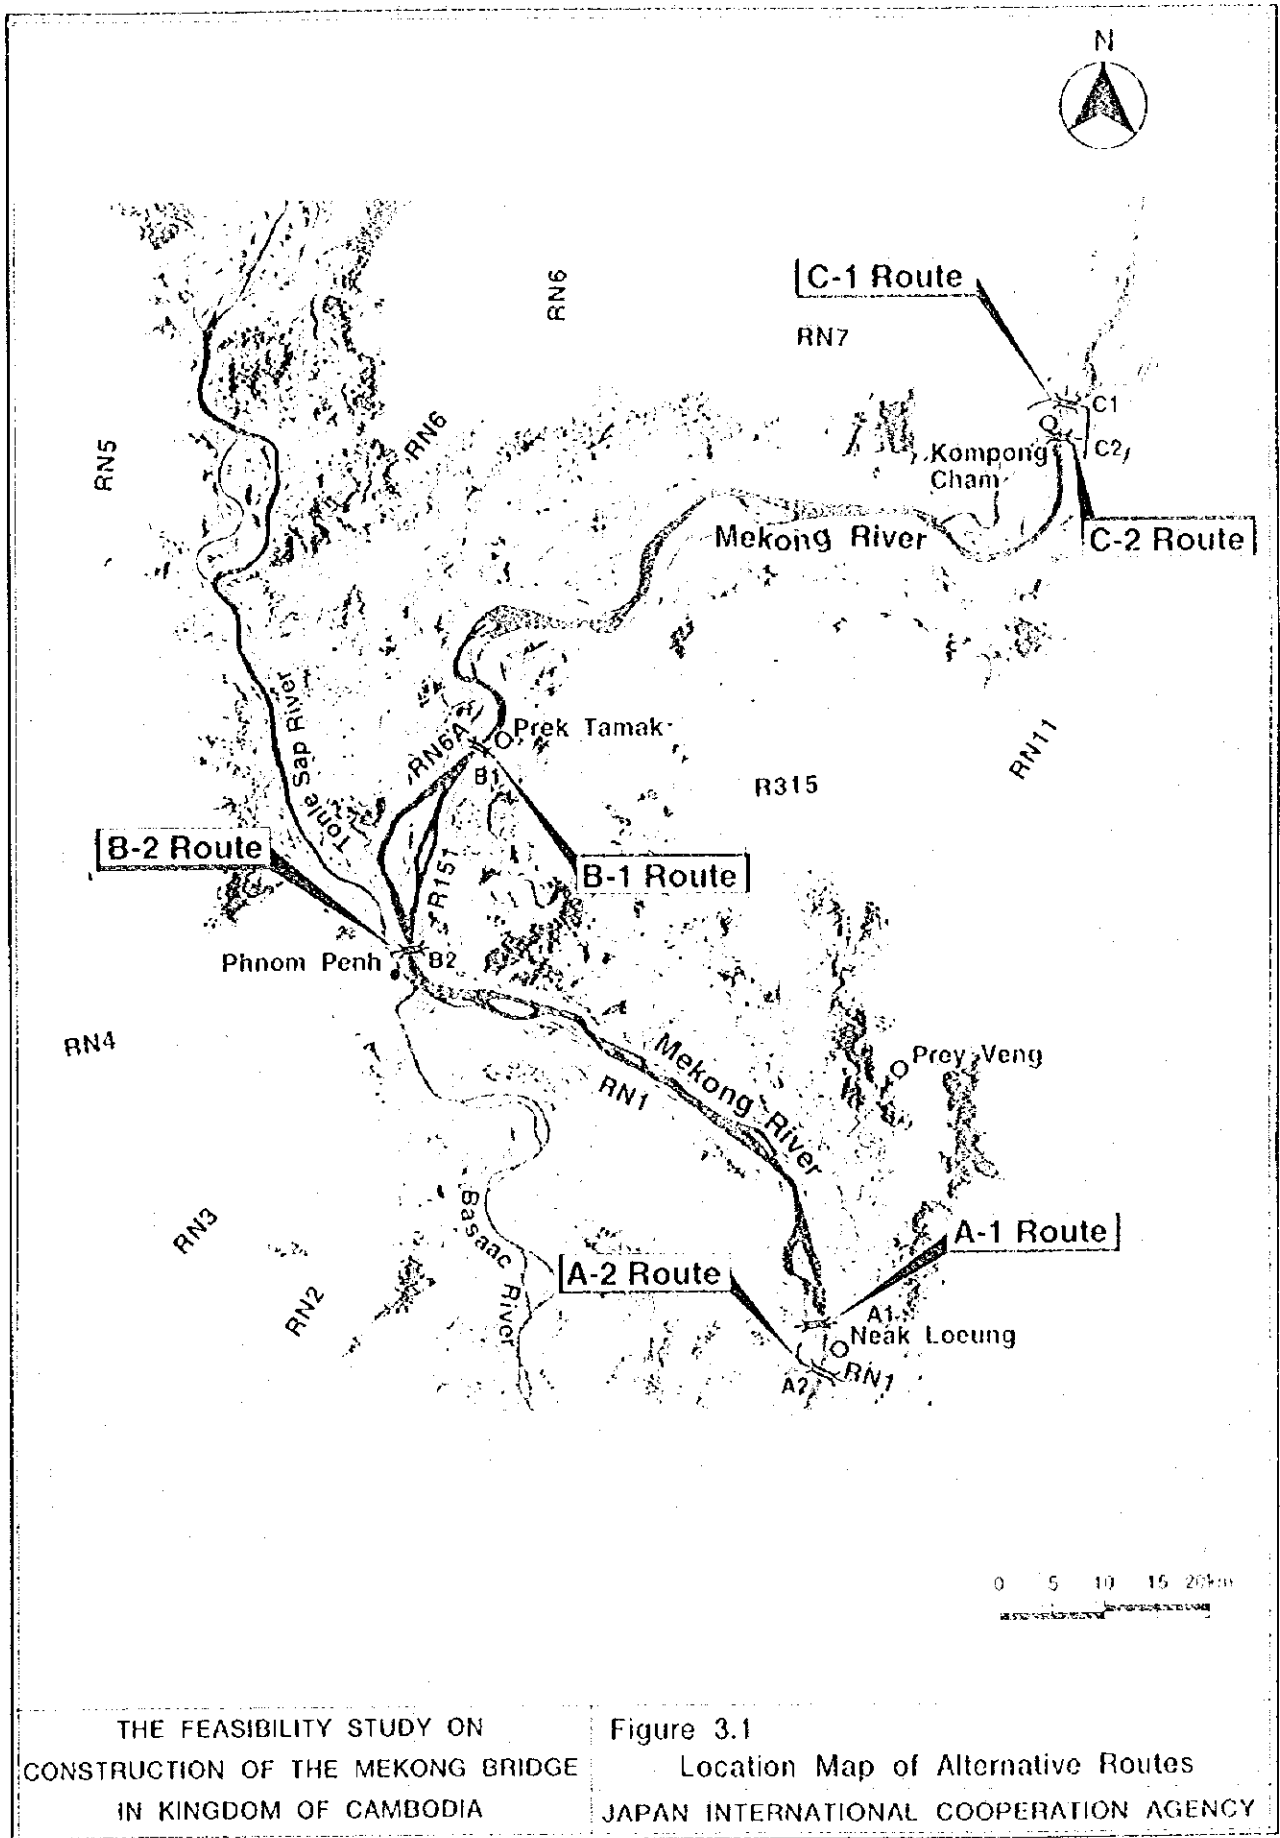 N
C-1 Route
RN6
RN7
C1
RN6
RN5
Kompong
Cham
C2
Mekong River
C-2 Route
Tonle Sap River
RN6A
Prek Tamak
B1
R315
RN11
B-2 Route
B-1 Route
R151
Phnom Penh
B2
RN4
Mekong River
Prey Veng
RN1
RN3
Basaac River
A-1 Route
A-2 Route
RN2
A1
Neak Loeung
RN1
A2
0 5 10 15 20km
THE FEASIBILITY STUDY ON
CONSTRUCTION OF THE MEKONG BRIDGE
IN KINGDOM OF CAMBODIA
Figure 3.1
Location Map of Alternative Routes
JAPAN INTERNATIONAL COOPERATION AGENCY